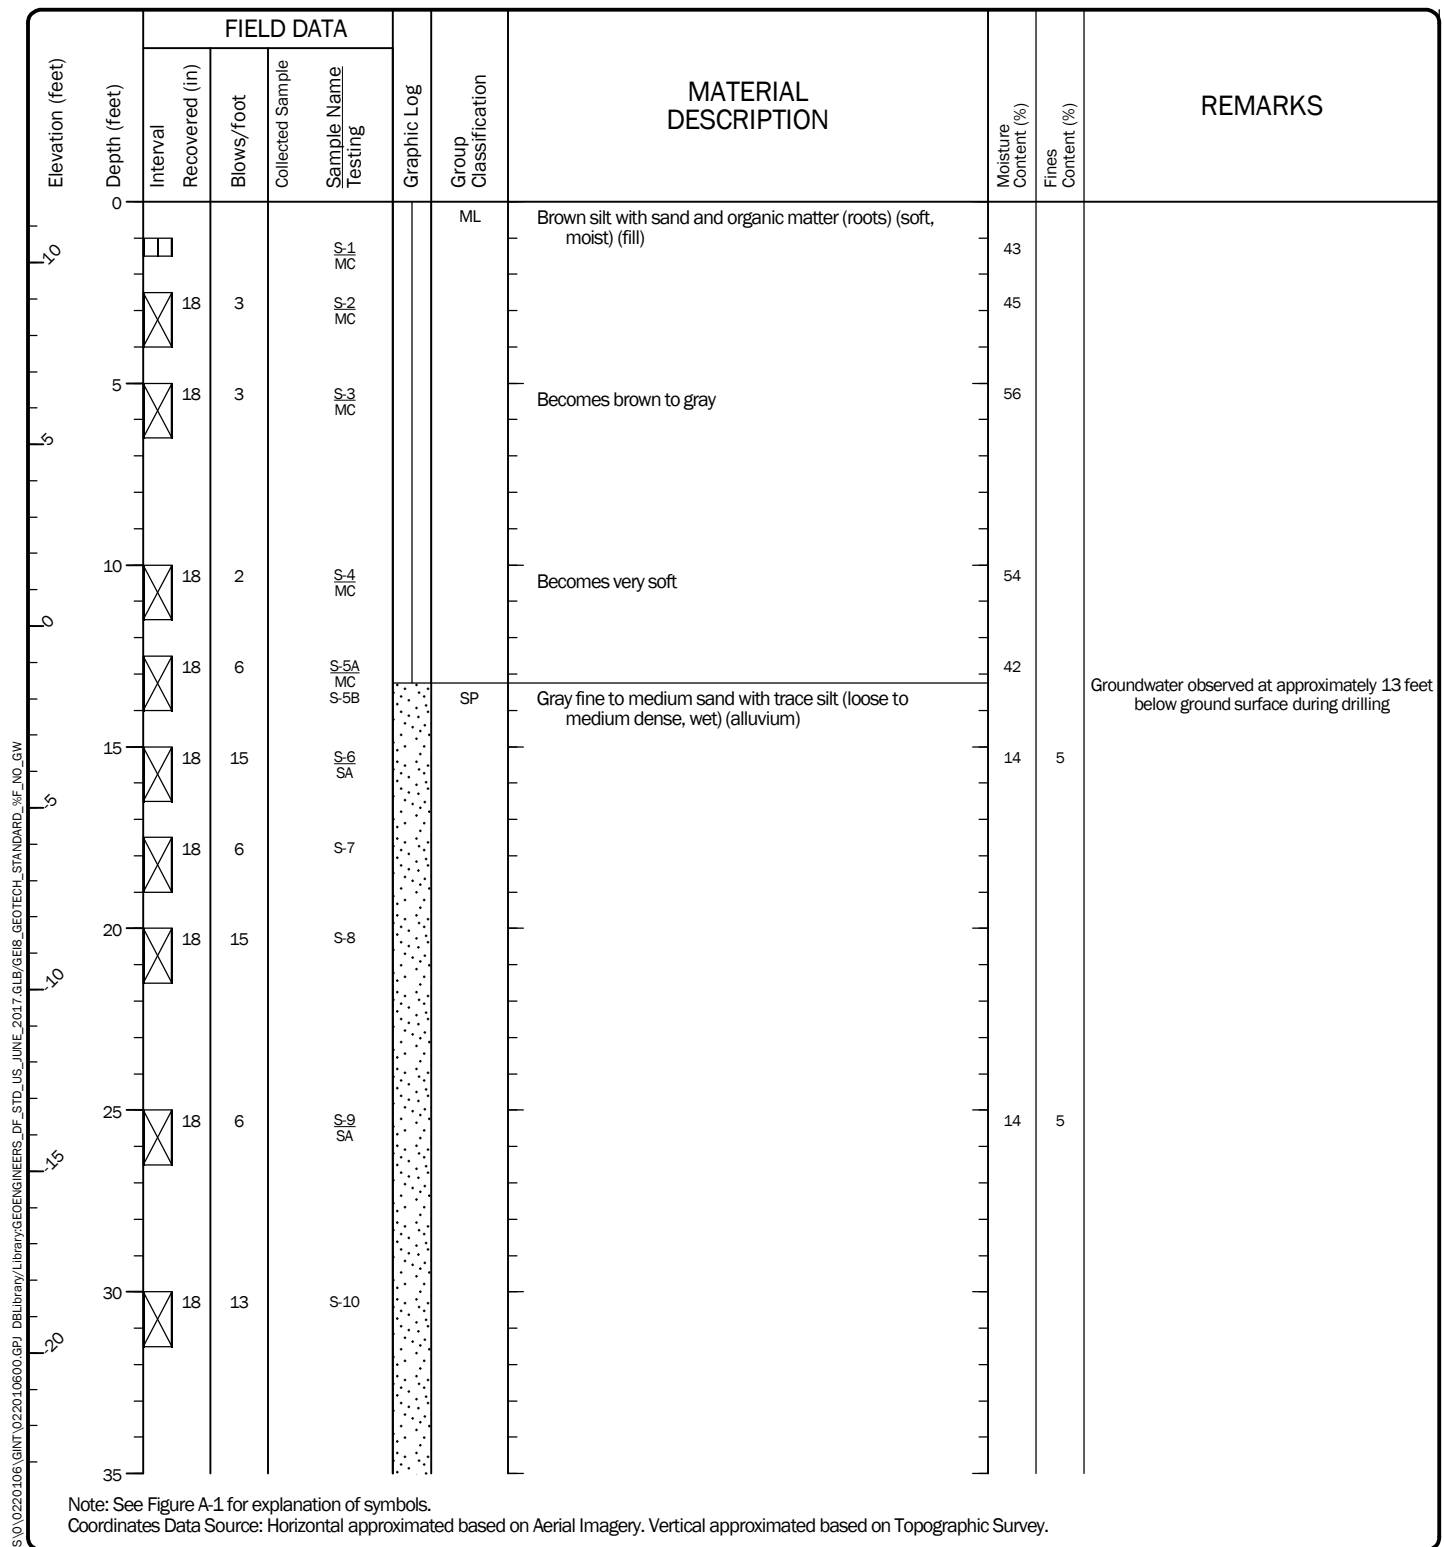 FIELD DATA
Elevation (feet)
Depth (feet)
Interval
Recovered (in)
Blows/foot
Collected Sample
Sample Name
Testing
Graphic Log
Group
Classification
MATERIAL
DESCRIPTION
Moisture
Content (%)
Fines
Content (%)
REMARKS
0
ML
Brown silt with sand and organic matter (roots) (soft,
moist) (fill)
10
S-1
MC
43
18 3 S-2
MC
45
5
18 3 S-3
MC
Becomes brown to gray
56
5
10
18 2 S-4
MC
Becomes very soft
54
0
18 6 S-5A
MC
S-5B
42
SP
Gray fine to medium sand with trace silt (loose to
medium dense, wet) (alluvium)
Groundwater observed at approximately 13 feet
below ground surface during drilling
15
18 15 S-6
SA
14 5
-5
18 6 S-7
20
18 15 S-8
-10
25
18 6 S-9
SA
14 5
-15
30
18 13 S-10
-20
35
Note: See Figure A-1 for explanation of symbols.
Coordinates Data Source: Horizontal approximated based on Aerial Imagery. Vertical approximated based on Topographic Survey.
S:\0\0220106\GINT\022010600.GPJ DBLibrary/Library:GEOENGINEERS_DF_STD_US_JUNE_2017.GLB/GEI8_GEOTECH_STANDARD_%F_NO_GW